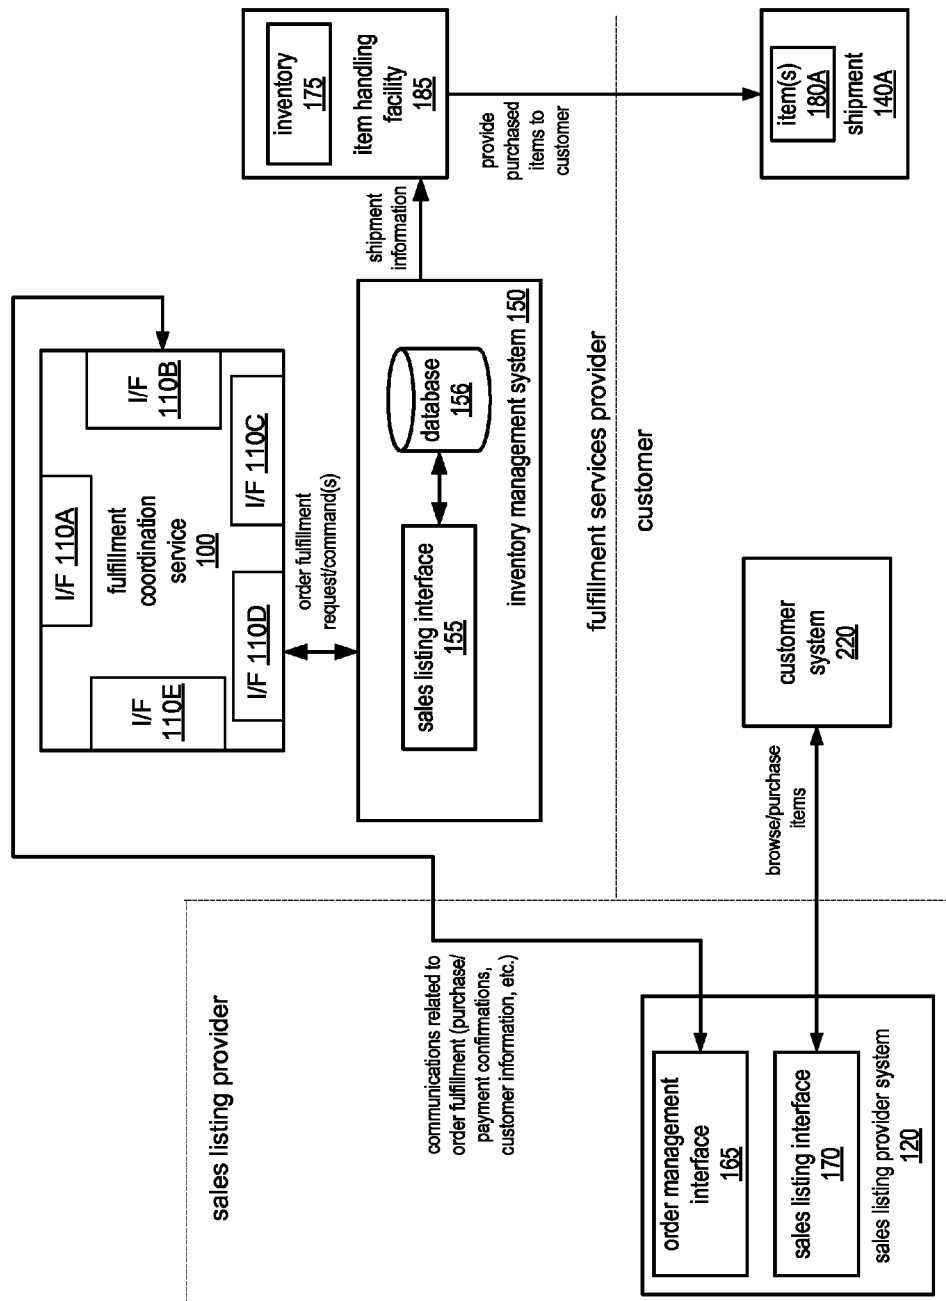 sales listing provider
communications related to
order fulfillment (purchase/
payment confirmations,
customer information, etc.)
order management
interface
165
sales listing interface
170
sales listing provider system
120
I/F 110A
I/F
110B
I/F 110C
I/F 110D
I/F
110E
fulfillment
coordination
service
100
order fulfillment
request/command(s)
sales listing interface
155
database
156
inventory management system 150
shipment
information
inventory
175
item handling
facility
185
provide
purchased
items to
customer
fulfillment services provider
customer
browse/purchase
items
customer
system
220
item(s)
180A
shipment
140A